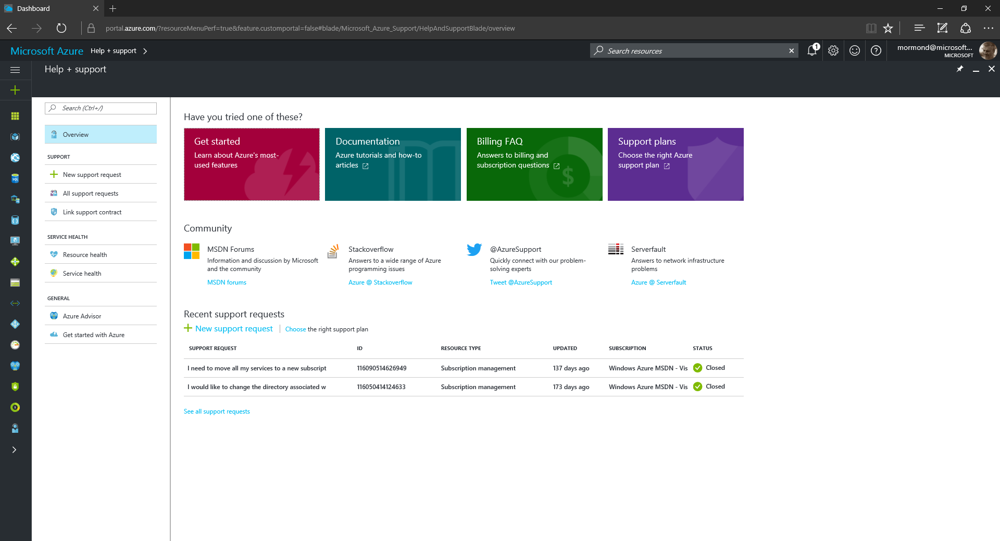 Dashboard
portal.azure.com/?resourceMenuPerf=true&feature.customportal=false#blade/Microsoft_Azure_Support/HelpAndSupportBlade/overview
Microsoft Azure Help + support
Search resources
1
mormond@microsoft...
MICROSOFT
Help + support
Search (Ctrl+/)
Overview
SUPPORT
New support request
All support requests
Link support contract
SERVICE HEALTH
Resource health
Service health
GENERAL
Azure Advisor
Get started with Azure
Have you tried one of these?
Get started
Learn about Azure's most-
used features
Documentation
Azure tutorials and how-to
articles
Billing FAQ
Answers to billing and
subscription questions
$
Support plans
Choose the right Azure
support plan
Community
MSDN Forums
Information and discussion by Microsoft
and the community
MSDN forums
Stackoverflow
Answers to a wide range of Azure
programming issues
Azure @ Stackoverflow
@AzureSupport
Quickly connect with our problem-
solving experts
Tweet @AzureSupport
Serverfault
Answers to network infrastructure
problems
Azure @ Serverfault
Recent support requests
New support request Choose the right support plan
SUPPORT REQUEST ID RESOURCE TYPE UPDATED SUBSCRIPTION STATUS
I need to move all my services to a new subscript 116090514626949 Subscription management 137 days ago Windows Azure MSDN - Vis Closed
I would like to change the directory associated w 116050414124633 Subscription management 173 days ago Windows Azure MSDN - Vis Closed
See all support requests
SQL